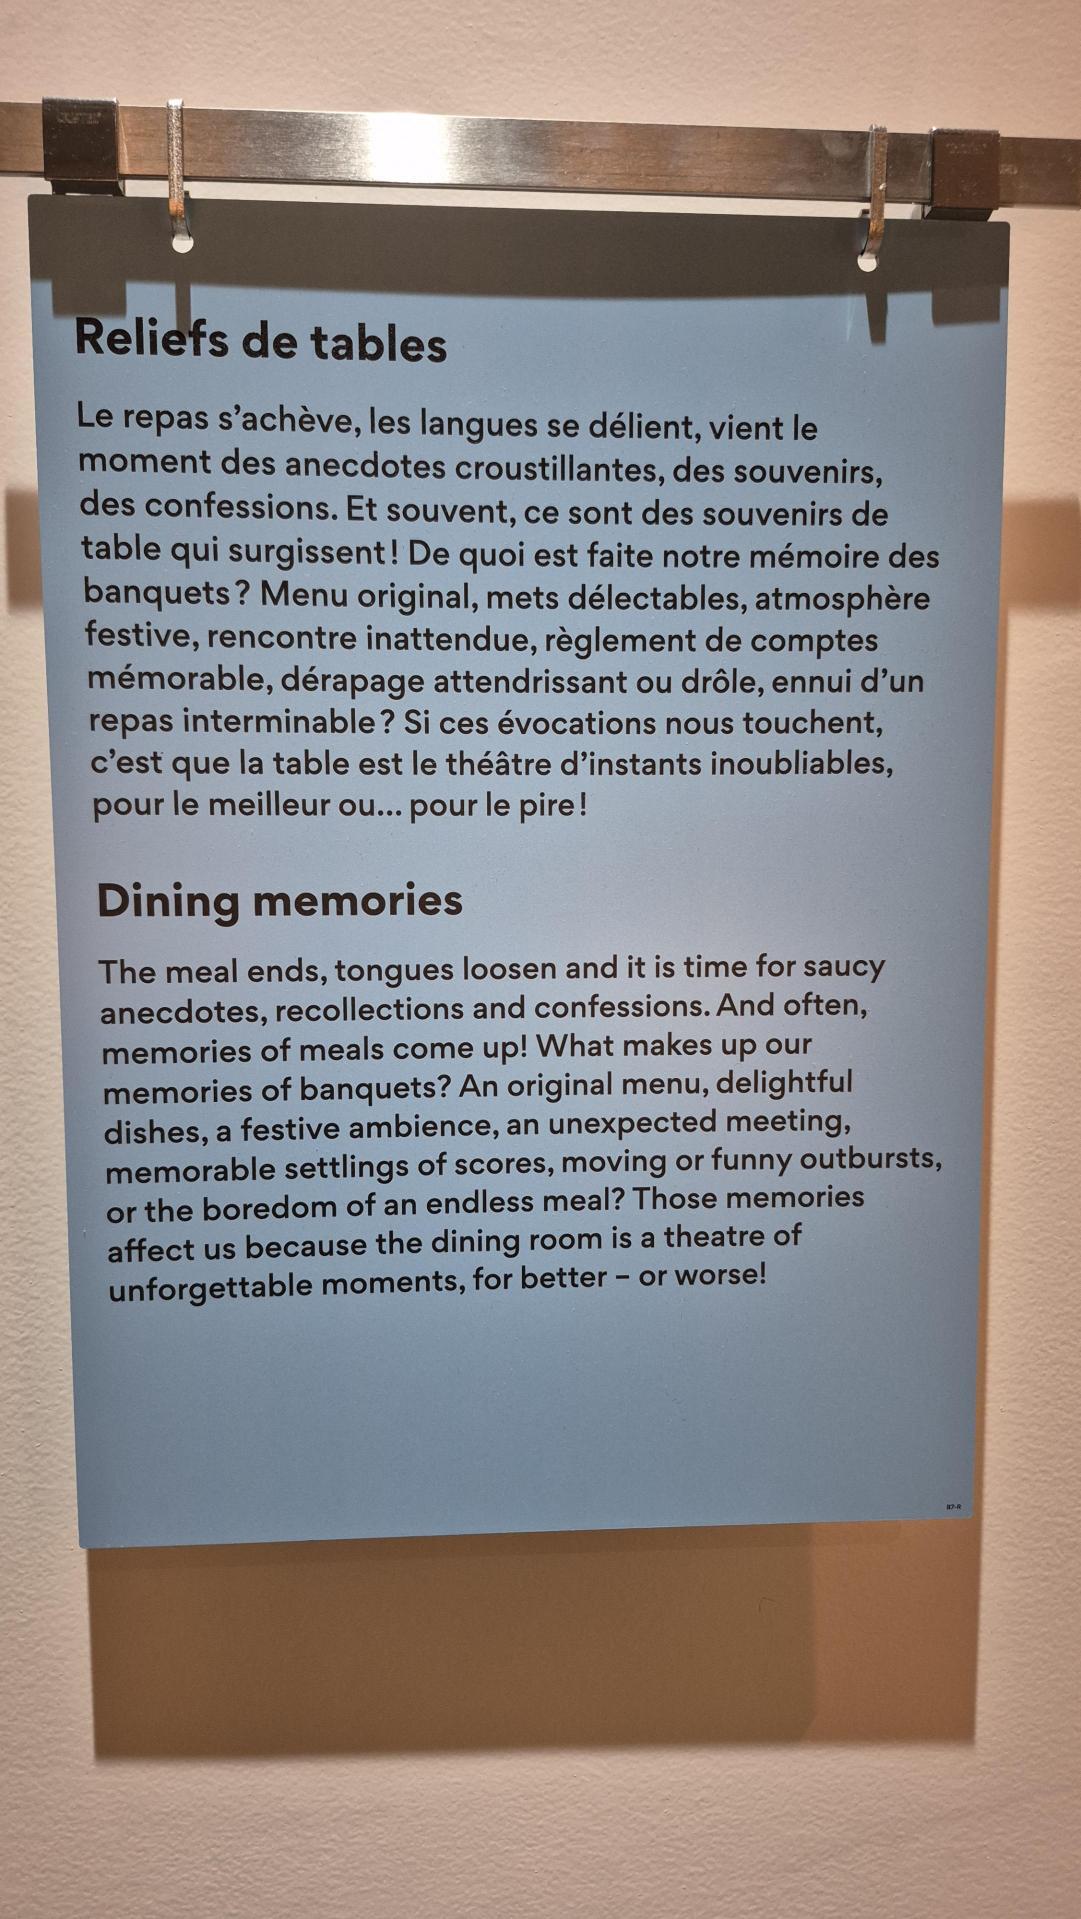 Reliefs de tables
Le repas s’achève, les langues se délient, vient le
moment des anecdotes croustillantes, des souvenirs,
des confessions. Et souvent, ce sont des souvenirs de
table qui surgissent ! De quoi est faite notre mémoire des
banquets ? Menu original, mets délectables, atmosphère
festive, rencontre inattendue, règlement de comptes
mémorable, dérapage attendrissant ou drôle, ennui d’un
repas interminable ? Si ces évocations nous touchent,
c’est que la table est le théâtre d’instants inoubliables,
pour le meilleur ou... pour le pire !
Dining memories
The meal ends, tongues loosen and it is time for saucy
anecdotes, recollections and confessions. And often,
memories of meals come up! What makes up our
memories of banquets? An original menu, delightful
dishes, a festive ambience, an unexpected meeting,
memorable settlings of scores, moving or funny outbursts,
or the boredom of an endless meal? Those memories
affect us because the dining room is a theatre of
unforgettable moments, for better – or worse!